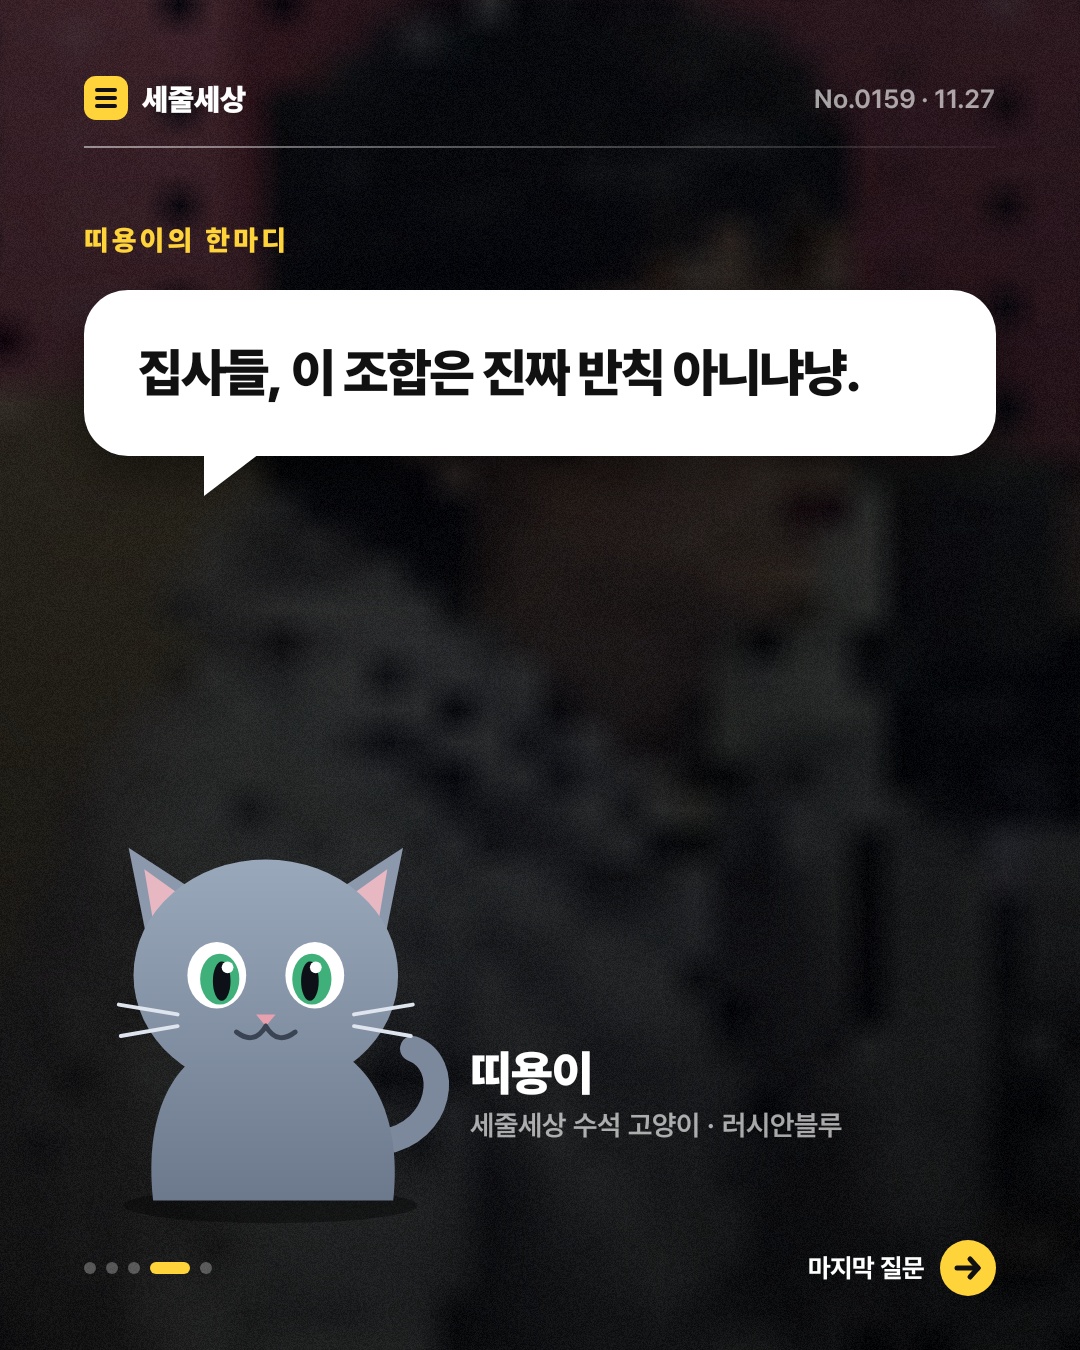 세줄세상
No.0159 · 11.27
띠용이의 한마디
집사들, 이 조합은 진짜 반칙 아니냐냥.
띠용이
세줄세상 수석 고양이 · 러시안블루
마지막 질문